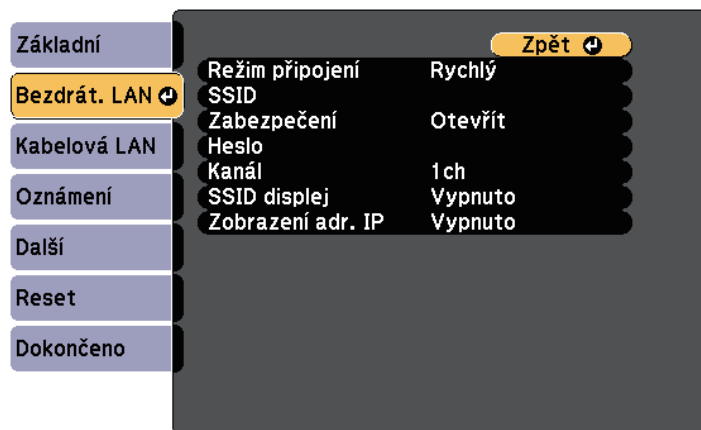 Základní
Bezdrát. LAN
Kabelová LAN
Oznámení
Další
Reset
Dokončeno
Zpět
Režim připojení Rychlý
SSID
Zabezpečení Otevřít
Heslo
Kanál 1ch
SSID displej Vypnuto
Zobrazení adr. IP Vypnuto